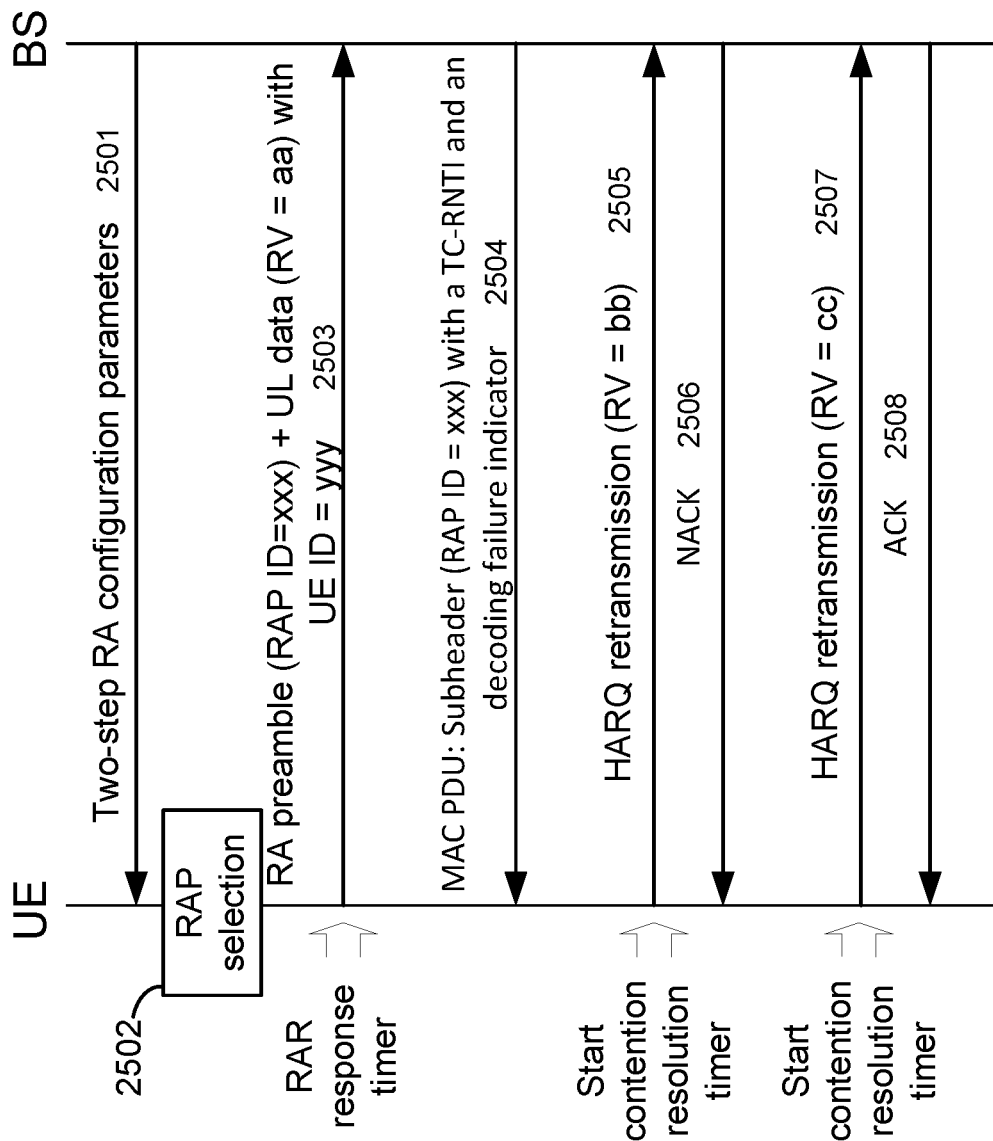 UE
BS
Two-step RA configuration parameters 2501
2502
RAP
selection
RA preamble (RAP ID=xxx) + UL data (RV = aa) with
UE ID = yyy 2503
RAR
response
timer
MAC PDU: Subheader (RAP ID = xxx) with a TC-RNTI and an
decoding failure indicator 2504
HARQ retransmission (RV = bb) 2505
Start
contention
resolution
timer
NACK 2506
HARQ retransmission (RV = cc) 2507
Start
contention
resolution
timer
ACK 2508